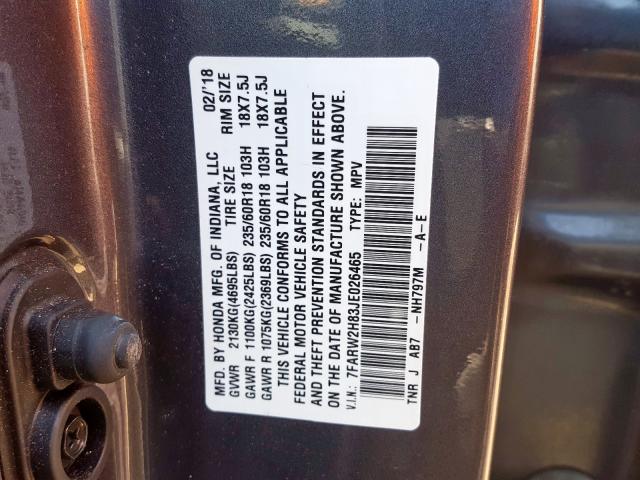 MFD. BY HONDA MFG. OF INDIANA, LLC 02/'18
GVWR 2130KG(4695LBS) TIRE SIZE RIM SIZE
GAWR F 1100KG(2425LBS) 235/60R18 103H 18X7.5J
GAWR R 1075KG(2369LBS) 235/60R18 103H 18X7.5J
THIS VEHICLE CONFORMS TO ALL APPLICABLE
FEDERAL MOTOR VEHICLE SAFETY
AND THEFT PREVENTION STANDARDS IN EFFECT
ON THE DATE OF MANUFACTURE SHOWN ABOVE.
V.I.N.: 7FARW2H83JE026465 TYPE: MPV
TNR J AB7 -NH797M -A-E